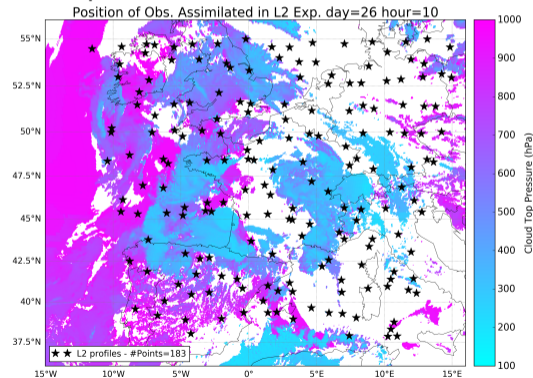 Position of Obs. Assimilated in L2 Exp. day=26 hour=10
55°N
52.5°N
50°N
47.5°N
45°N
42.5°N
40°N
37.5°N
15°W 10°W 5°W 0° 5°E 10°E 15°E
L2 profiles - #Points=183
1000
900
800
700
600
500
400
300
200
100
Cloud Top Pressure (hPa)